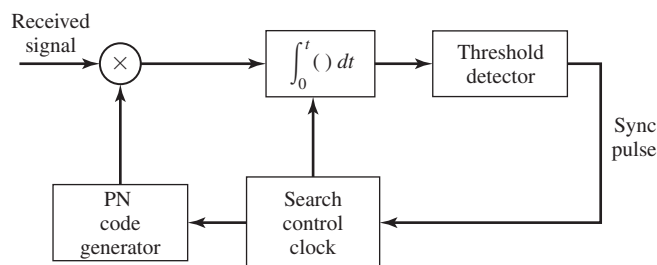 Received
signal
×
∫₀ᵗ ( ) dt
Threshold
detector
Sync
pulse
PN
code
generator
Search
control
clock